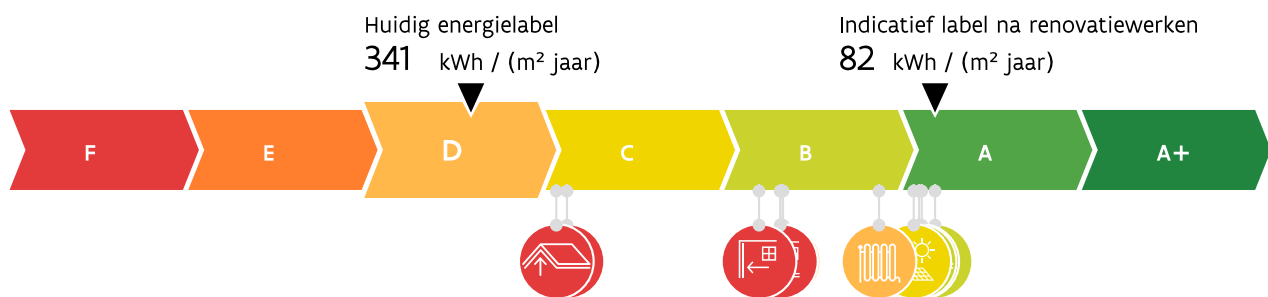 Huidig energielabel
341 kWh / (m² jaar)
Indicatief label na renovatiewerken
82 kWh / (m² jaar)
F E D C B A A+